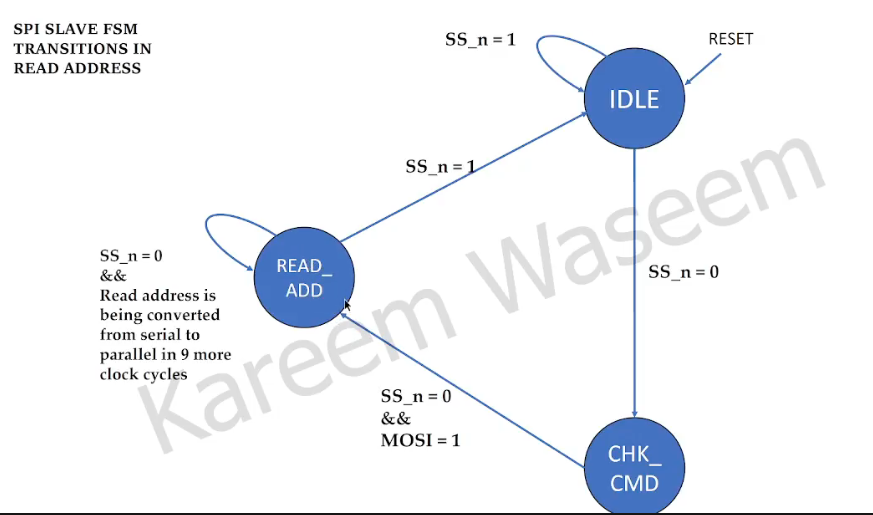 SPI SLAVE FSM
TRANSITIONS IN
READ ADDRESS
SS_n = 1
RESET
IDLE
SS_n = 1
SS_n = 0
&&
Read address is
being converted
from serial to
parallel in 9 more
clock cycles
READ_
ADD
SS_n = 0
SS_n = 0
&&
MOSI = 1
CHK_
CMD
Kareem Waseem